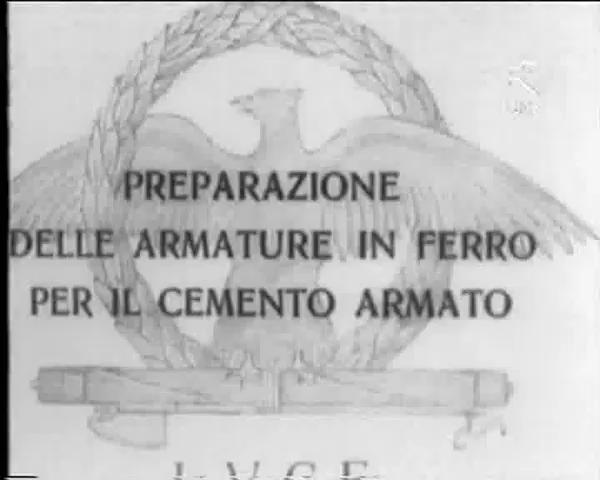 PREPARAZIONE
DELLE ARMATURE IN FERRO
PER IL CEMENTO ARMATO
L V C E